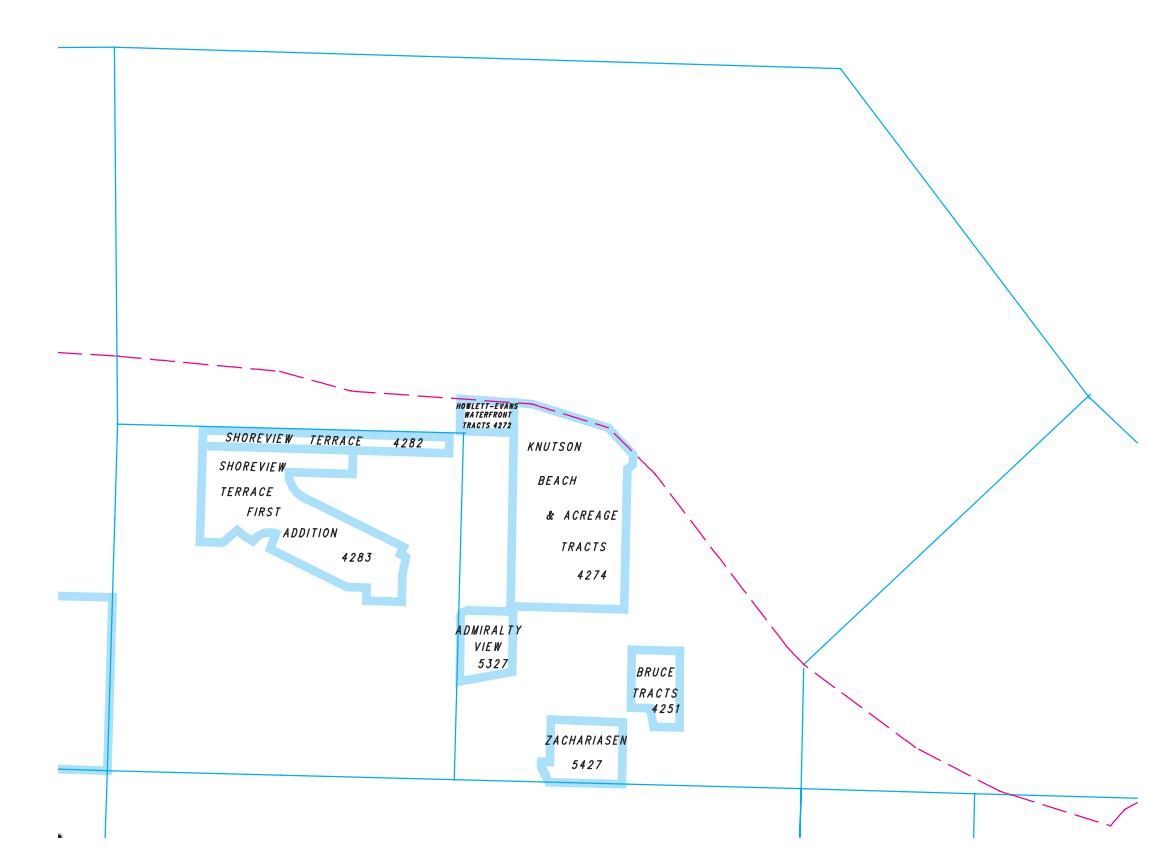 HOWLETT-EVANS
WATERFRONT
TRACTS 4272
SHOREVIEW TERRACE 4282
SHOREVIEW
TERRACE
FIRST
ADDITION
4283
KNUTSON
BEACH
& ACREAGE
TRACTS
4274
ADMIRALTY
VIEW
5327
BRUCE
TRACTS
4251
ZACHARIASEN
5427